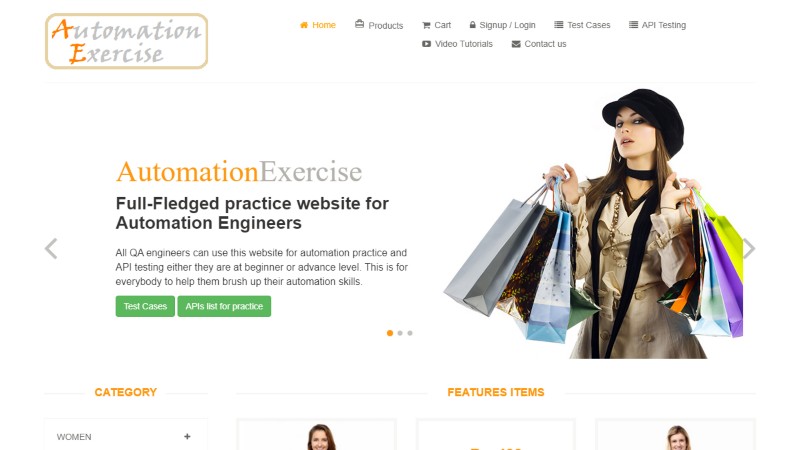 Automation
Exercise
Home Products Cart Signup / Login Test Cases API Testing
Video Tutorials Contact us
AutomationExercise
Full-Fledged practice website for
Automation Engineers
All QA engineers can use this website for automation practice and
API testing either they are at beginner or advance level. This is for
everybody to help them brush up their automation skills.
Test Cases APIs list for practice
CATEGORY
FEATURES ITEMS
WOMEN